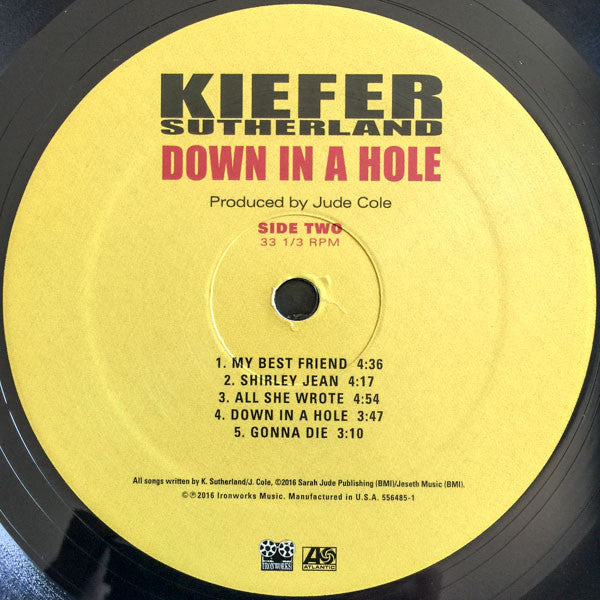 KIEFER
SUTHERLAND
DOWN IN A HOLE
Produced by Jude Cole
SIDE TWO
33 1/3 RPM
1. MY BEST FRIEND 4:36
2. SHIRLEY JEAN 4:17
3. ALL SHE WROTE 4:54
4. DOWN IN A HOLE 3:47
5. GONNA DIE 3:10
All songs written by K. Sutherland/J. Cole, ©2016 Sarah Jude Publishing (BMI)/Jeseth Music (BMI).
©℗2016 Ironworks Music. Manufactured in U.S.A. 556485-1
IRONWORKS
ATLANTIC